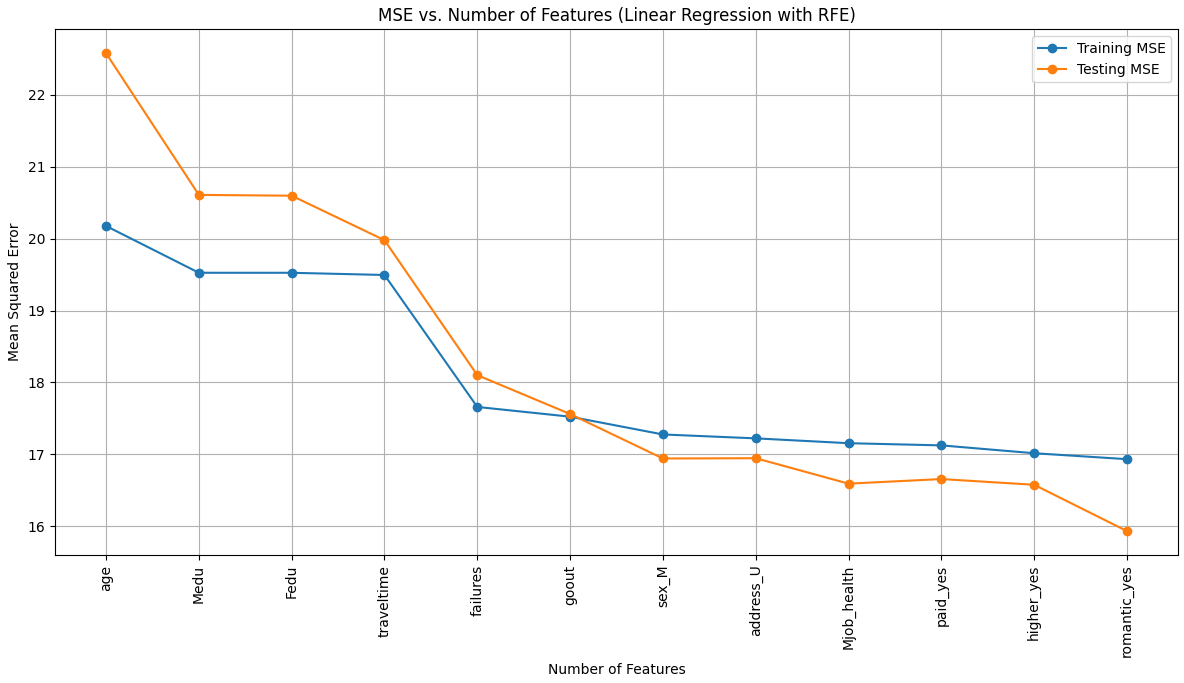 MSE vs. Number of Features (Linear Regression with RFE)
Training MSE
Testing MSE
Mean Squared Error
22
21
20
19
18
17
16
age
Medu
Fedu
traveltime
failures
goout
sex_M
address_U
Mjob_health
paid_yes
higher_yes
romantic_yes
Number of Features